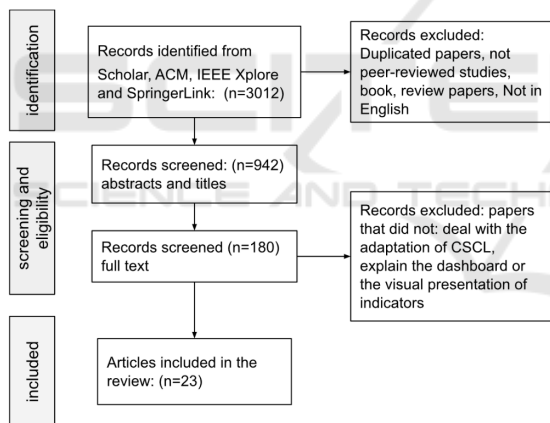 identification
Records identified from
Scholar, ACM, IEEE Xplore
and SpringerLink: (n=3012)
Records excluded:
Duplicated papers, not
peer-reviewed studies,
book, review papers, Not in
English
screening and
eligibility
Records screened: (n=942)
abstracts and titles
Records screened (n=180)
full text
Records excluded: papers
that did not: deal with the
adaptation of CSCL,
explain the dashboard or
the visual presentation of
indicators
included
Articles included in the
review: (n=23)
SCIENCE AND